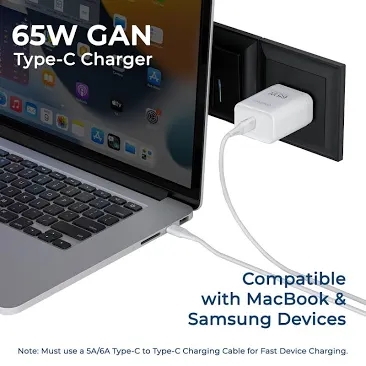 65W GAN
Type-C Charger
Compatible
with MacBook &
Samsung Devices
Note: Must use a 5A/6A Type-C to Type-C Charging Cable for Fast Device Charging.